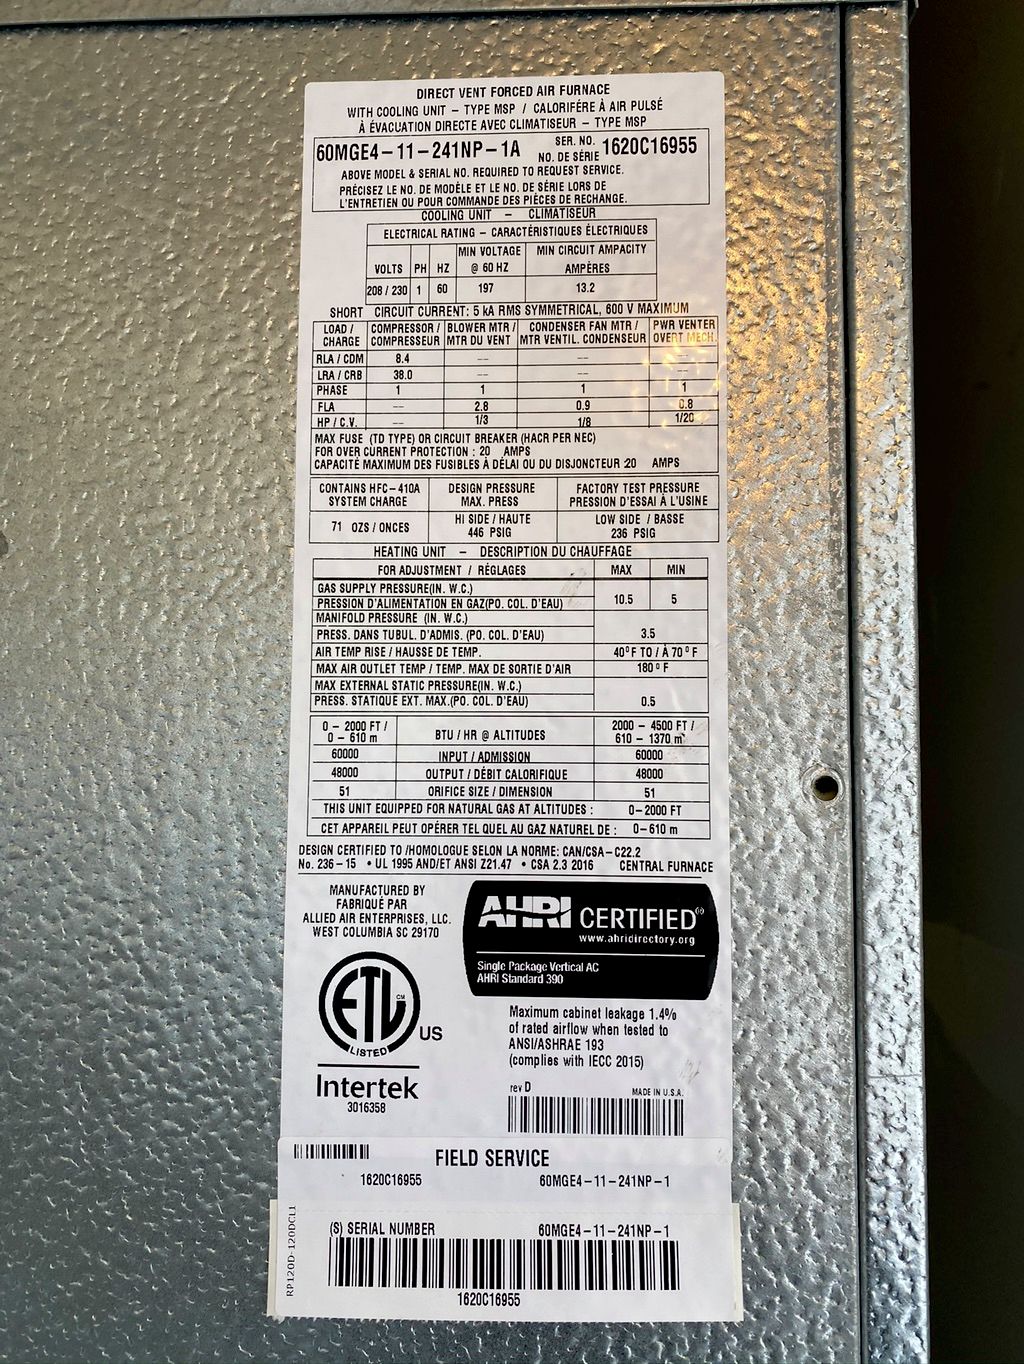 DIRECT VENT FORCED AIR FURNACE
WITH COOLING UNIT – TYPE MSP / CALORIFÉRE À AIR PULSÉ
À ÉVACUATION DIRECTE AVEC CLIMATISEUR – TYPE MSP
60MGE4–11–241NP–1A SER. NO. NO. DE SÉRIE 1620C16955
ABOVE MODEL & SERIAL NO. REQUIRED TO REQUEST SERVICE.
PRÉCISEZ LE NO. DE MODÈLE ET LE NO. DE SÉRIE LORS DE
L'ENTRETIEN OU POUR COMMANDE DES PIÈCES DE RECHANGE.
COOLING UNIT – CLIMATISEUR
ELECTRICAL RATING – CARACTÉRISTIQUES ÉLECTRIQUES
VOLTS PH HZ MIN VOLTAGE @ 60 HZ MIN CIRCUIT AMPACITY AMPÈRES
208 / 230 1 60 197 13.2
SHORT CIRCUIT CURRENT: 5 kA RMS SYMMETRICAL, 600 V MAXIMUM
LOAD / COMPRESSOR / BLOWER MTR / CONDENSER FAN MTR / PWR VENTER
CHARGE COMPRESSEUR MTR DU VENT MTR VENTIL. CONDENSEUR OVERT MECH.
RLA / CDM 8.4 –– –– ––
LRA / CRB 38.0 –– –– ––
PHASE 1 1 1 1
FLA –– 2.8 0.9 0.8
HP / C.V. –– 1/3 1/8 1/20
MAX FUSE (TD TYPE) OR CIRCUIT BREAKER (HACR PER NEC)
FOR OVER CURRENT PROTECTION : 20 AMPS
CAPACITÉ MAXIMUM DES FUSIBLES À DÉLAI OU DU DISJONCTEUR :20 AMPS
CONTAINS HFC–410A DESIGN PRESSURE FACTORY TEST PRESSURE
SYSTEM CHARGE MAX. PRESS PRESSION D'ESSAI À L'USINE
71 OZS / ONCES HI SIDE / HAUTE 446 PSIG LOW SIDE / BASSE 236 PSIG
HEATING UNIT – DESCRIPTION DU CHAUFFAGE
FOR ADJUSTMENT / RÉGLAGES MAX MIN
GAS SUPPLY PRESSURE(IN. W.C.)
PRESSION D'ALIMENTATION EN GAZ(PO. COL. D'EAU) 10.5 5
MANIFOLD PRESSURE (IN. W.C.)
PRESS. DANS TUBUL. D'ADMIS. (PO. COL. D'EAU) 3.5
AIR TEMP RISE / HAUSSE DE TEMP. 40°F TO / À 70°F
MAX AIR OUTLET TEMP / TEMP. MAX DE SORTIE D'AIR 180°F
MAX EXTERNAL STATIC PRESSURE(IN. W.C.)
PRESS. STATIQUE EXT. MAX.(PO. COL. D'EAU) 0.5
0 – 2000 FT / 0 – 610 m BTU / HR @ ALTITUDES 2000 – 4500 FT / 610 – 1370 m
60000 INPUT / ADMISSION 60000
48000 OUTPUT / DÉBIT CALORIFIQUE 48000
51 ORIFICE SIZE / DIMENSION 51
THIS UNIT EQUIPPED FOR NATURAL GAS AT ALTITUDES : 0–2000 FT
CET APPAREIL PEUT OPÉRER TEL QUEL AU GAZ NATUREL DE : 0–610 m
DESIGN CERTIFIED TO /HOMOLOGUE SELON LA NORME: CAN/CSA–C22.2
No. 236–15 • UL 1995 AND/ET ANSI Z21.47 • CSA 2.3 2016 CENTRAL FURNACE
MANUFACTURED BY
FABRIQUÉ PAR
ALLIED AIR ENTERPRISES, LLC.
WEST COLUMBIA SC 29170
AHRI CERTIFIED®
www.ahridirectory.org
Single Package Vertical AC
AHRI Standard 390
ETL CM
LISTED
US
Intertek
3016358
Maximum cabinet leakage 1.4%
of rated airflow when tested to
ANSI/ASHRAE 193
(complies with IECC 2015)
rev D MADE IN U.S.A.
FIELD SERVICE
1620C16955 60MGE4–11–241NP–1
RP120D-120DCL1
(S) SERIAL NUMBER 60MGE4–11–241NP–1
1620C16955